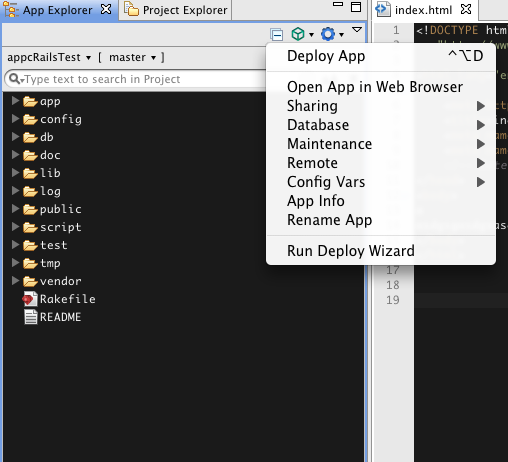 App Explorer
Project Explorer
index.html
appcRailsTest
[ master ]
Type text to search in Project
app
config
db
doc
lib
log
public
script
test
tmp
vendor
Rakefile
README
Deploy App ^⌥D
Open App in Web Browser
Sharing
Database
Maintenance
Remote
Config Vars
App Info
Rename App
Run Deploy Wizard
1 <!DOCTYPE htm
17
18
19